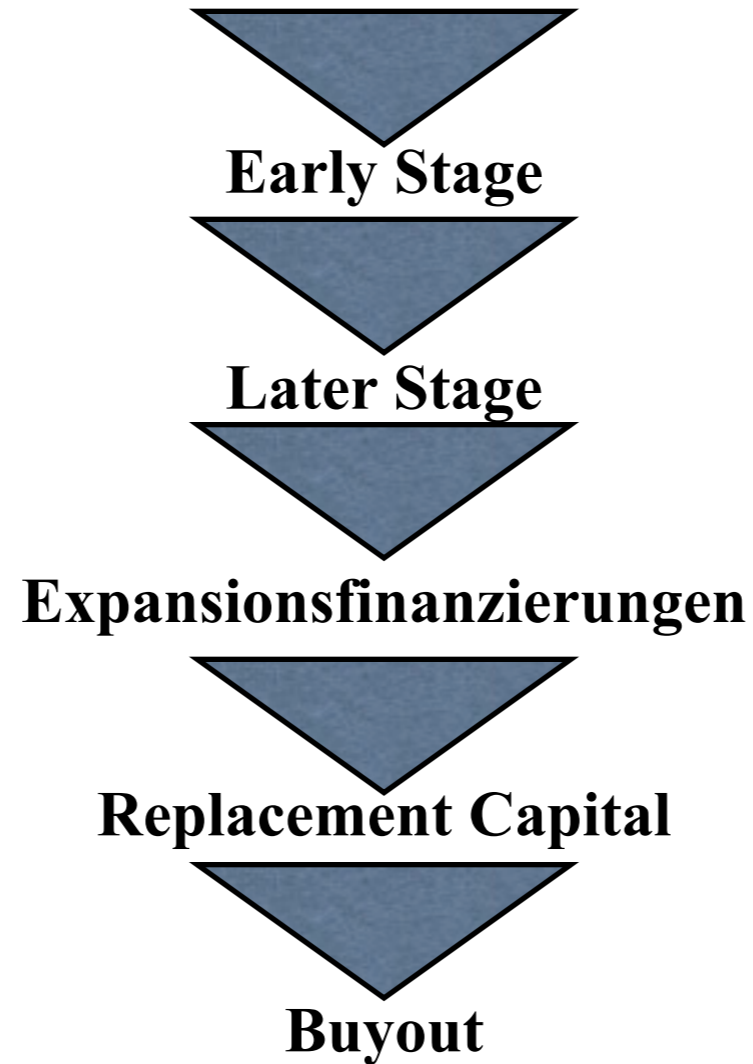 Early Stage
Later Stage
Expansionsfinanzierungen
Replacement Capital
Buyout